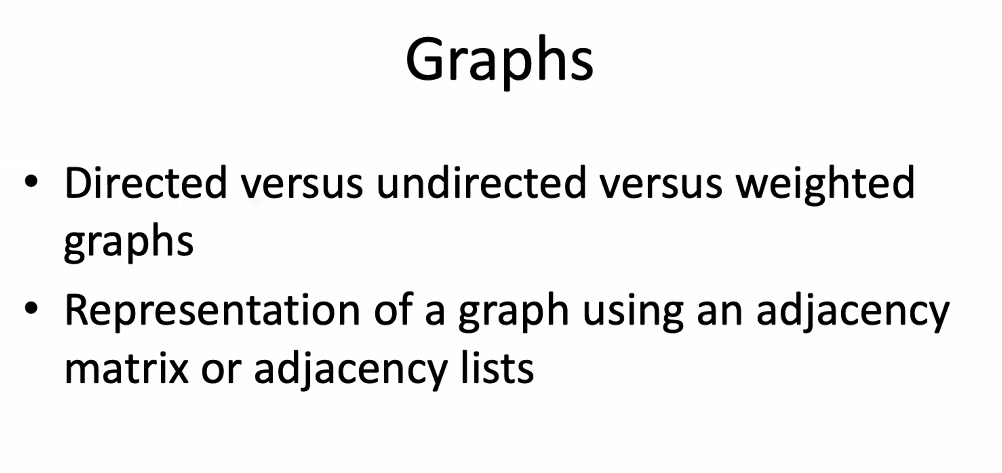 Graphs
• Directed versus undirected versus weighted
graphs
• Representation of a graph using an adjacency
matrix or adjacency lists